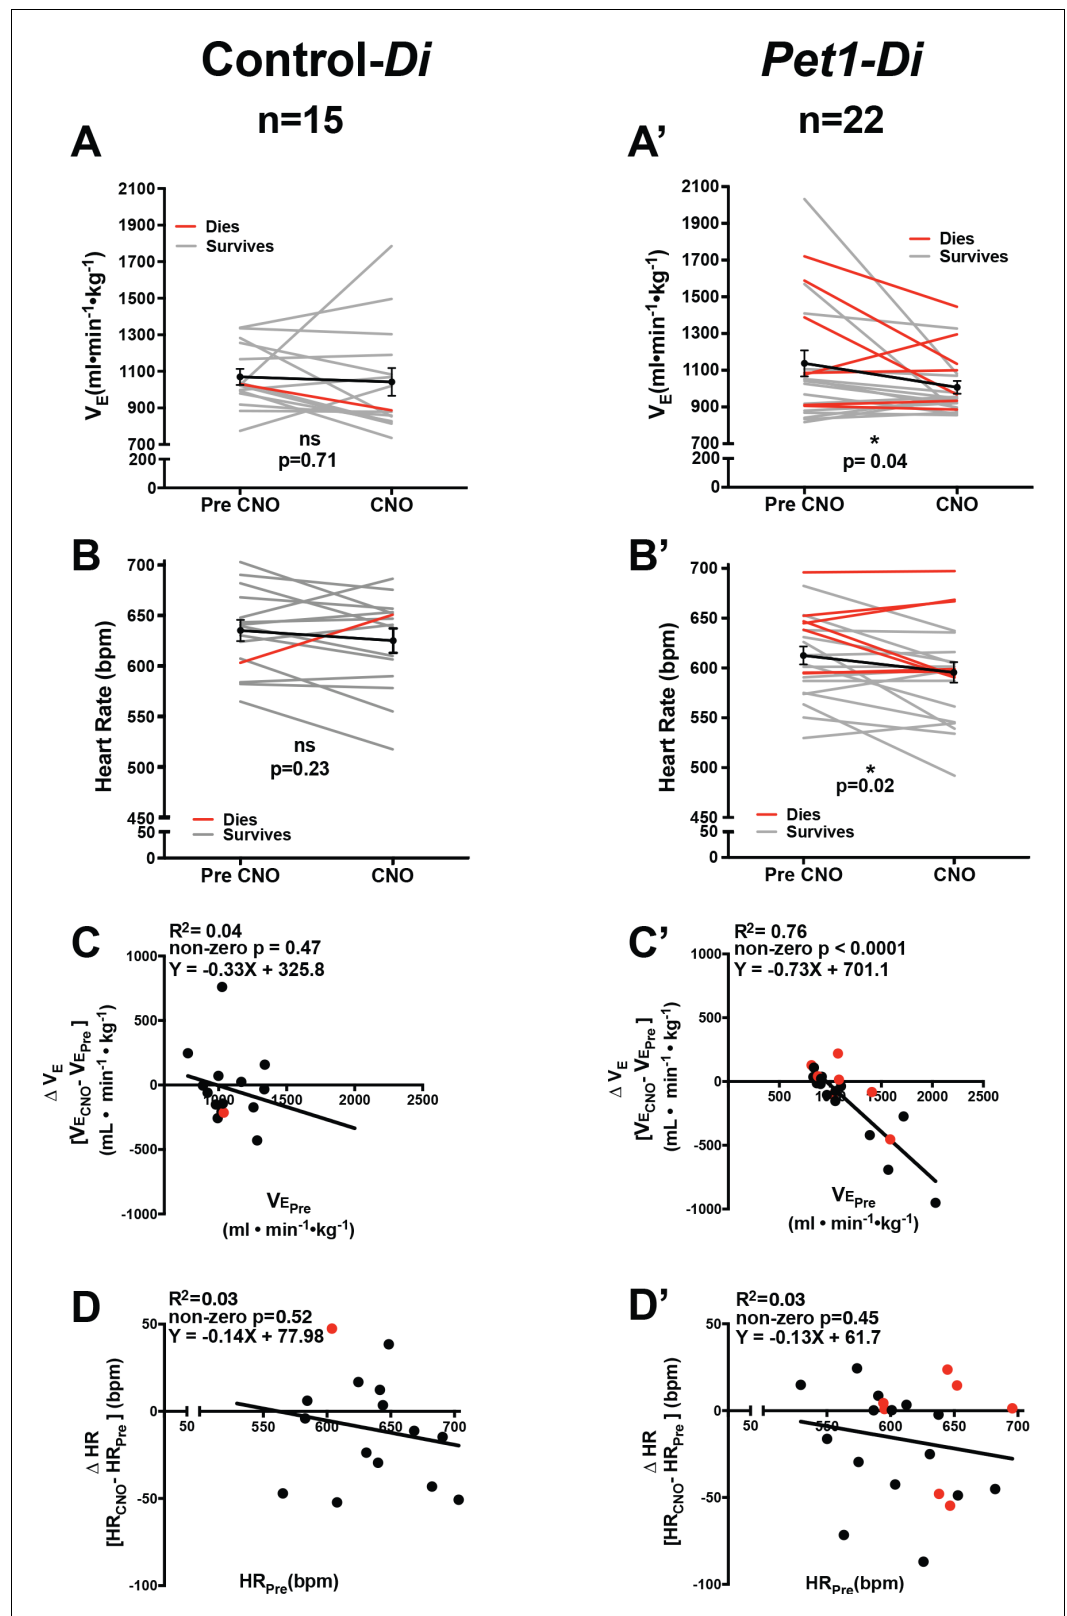 Control-Di
n=15
Pet1-Di
n=22
A
2100
1900
1700
1500
1300
1100
900
700
200
0
VE(ml•min-1•kg-1)
Dies
Survives
ns
p=0.71
Pre CNO
CNO
A’
2100
1900
1700
1500
1300
1100
900
700
200
0
VE(ml•min-1•kg-1)
Dies
Survives
*
p= 0.04
Pre CNO
CNO
B
700
650
600
550
500
450
50
0
Heart Rate (bpm)
ns
p=0.23
Dies
Survives
Pre CNO
CNO
B’
700
650
600
550
500
450
50
0
Heart Rate (bpm)
*
p=0.02
Dies
Survives
Pre CNO
CNO
C
R2= 0.04
non-zero p = 0.47
Y = -0.33X + 325.8
1000
500
0
-500
-1000
1000
1500
2000
2500
Δ VE
[VECNO- VEPre ]
(mL • min-1 • kg-1)
VEPre
(ml • min-1•kg-1)
C’
R2= 0.76
non-zero p < 0.0001
Y = -0.73X + 701.1
1000
500
0
-500
-1000
500
1000
1500
2000
2500
Δ VE
[VECNO- VEPre ]
(mL • min-1 • kg-1)
VEPre
(ml • min-1•kg-1)
D
R2=0.03
non-zero p=0.52
Y = -0.14X + 77.98
50
0
-50
-100
50
550
600
650
700
Δ HR
[HRCNO- HRPre ] (bpm)
HRPre(bpm)
D’
R2=0.03
non-zero p=0.45
Y = -0.13X + 61.7
50
0
-50
-100
50
550
600
650
700
Δ HR
[HRCNO- HRPre ] (bpm)
HRPre(bpm)